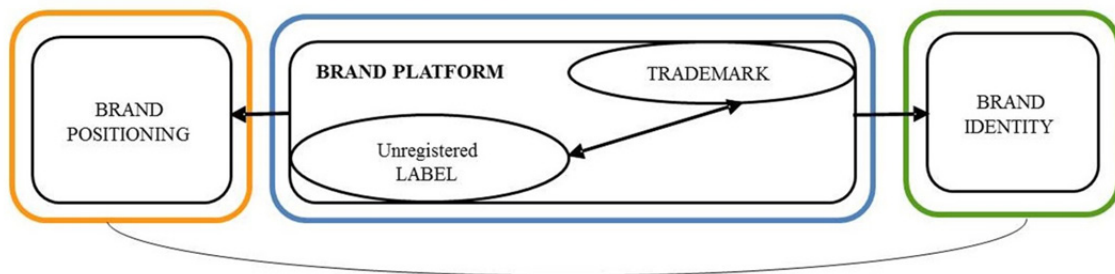 BRAND
POSITIONING
BRAND PLATFORM
TRADEMARK
Unregistered
LABEL
BRAND
IDENTITY